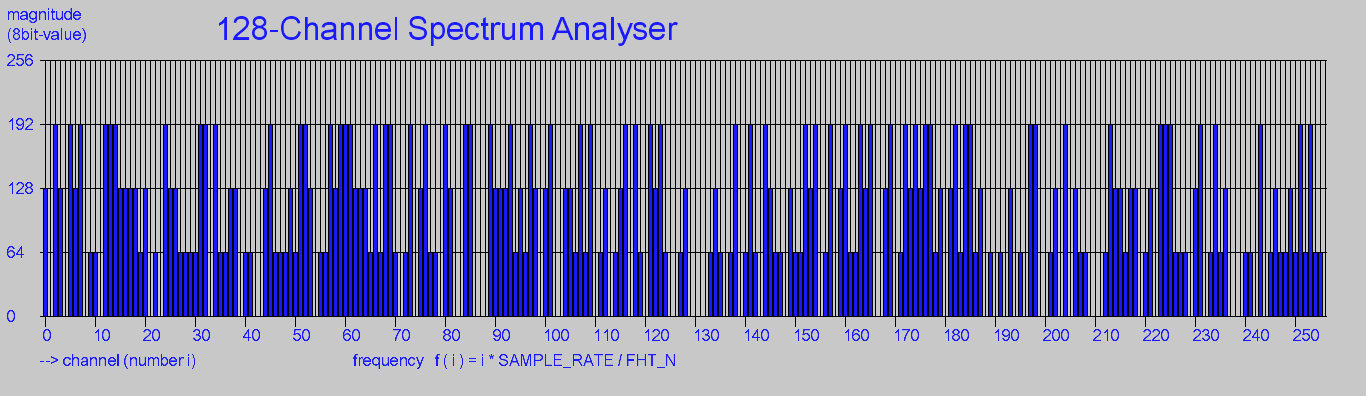 magnitude
(8bit-value)
128-Channel Spectrum Analyser
256
192
128
64
0
0 10 20 30 40 50 60 70 80 90 100 110 120 130 140 150 160 170 180 190 200 210 220 230 240 250
--> channel (number i) frequency f ( i ) = i * SAMPLE_RATE / FHT_N